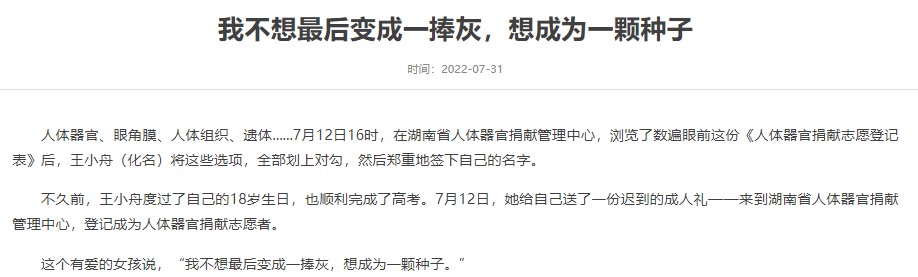 我不想最后变成一捧灰，想成为一颗种子
时间：2022-07-31
人体器官、眼角膜、人体组织、遗体……7月12日16时，在湖南省人体器官捐献管理中心，浏览了数遍眼前这份《人体器官捐献志愿登记
表》后，王小舟（化名）将这些选项，全部划上对勾，然后郑重地签下自己的名字。
不久前，王小舟度过了自己的18岁生日，也顺利完成了高考。7月12日，她给自己送了一份迟到的成人礼——来到湖南省人体器官捐献
管理中心，登记成为人体器官捐献志愿者。
这个有爱的女孩说，“我不想最后变成一捧灰，想成为一颗种子。”